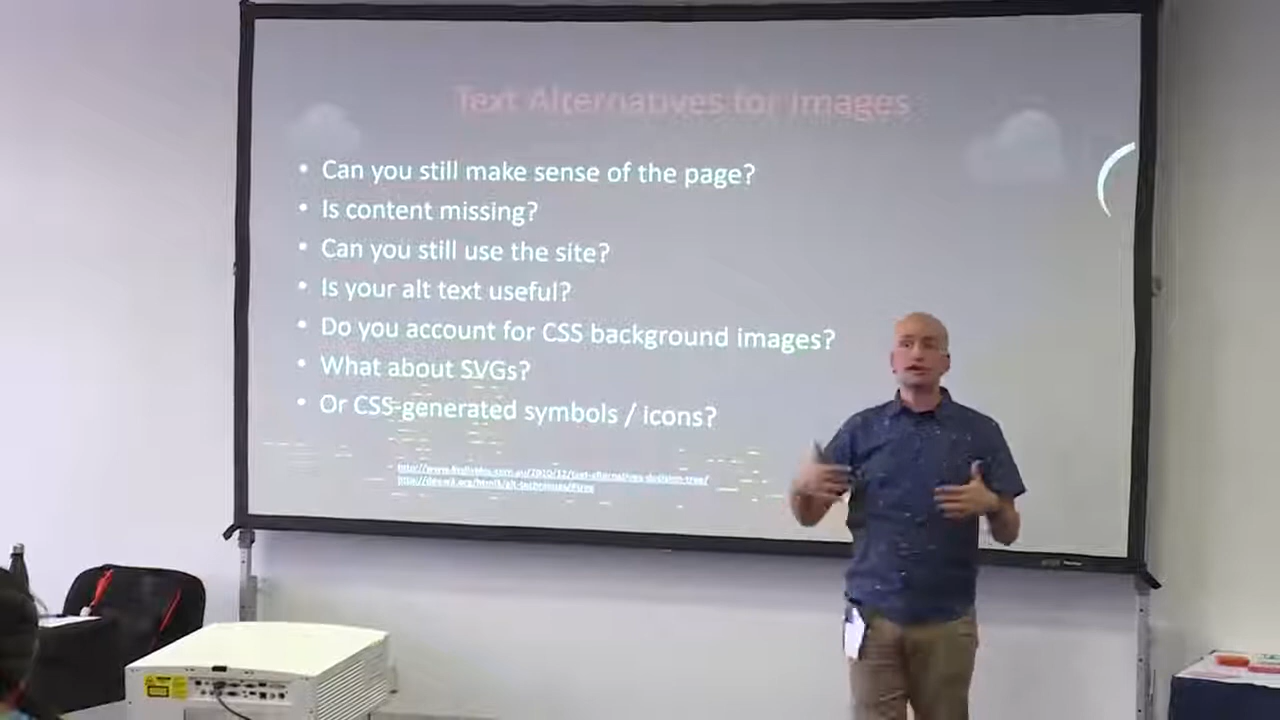 Text Alternatives for Images
• Can you still make sense of the page?
• Is content missing?
• Can you still use the site?
• Is your alt text useful?
• Do you account for CSS background images?
• What about SVGs?
• Or CSS-generated symbols / icons?